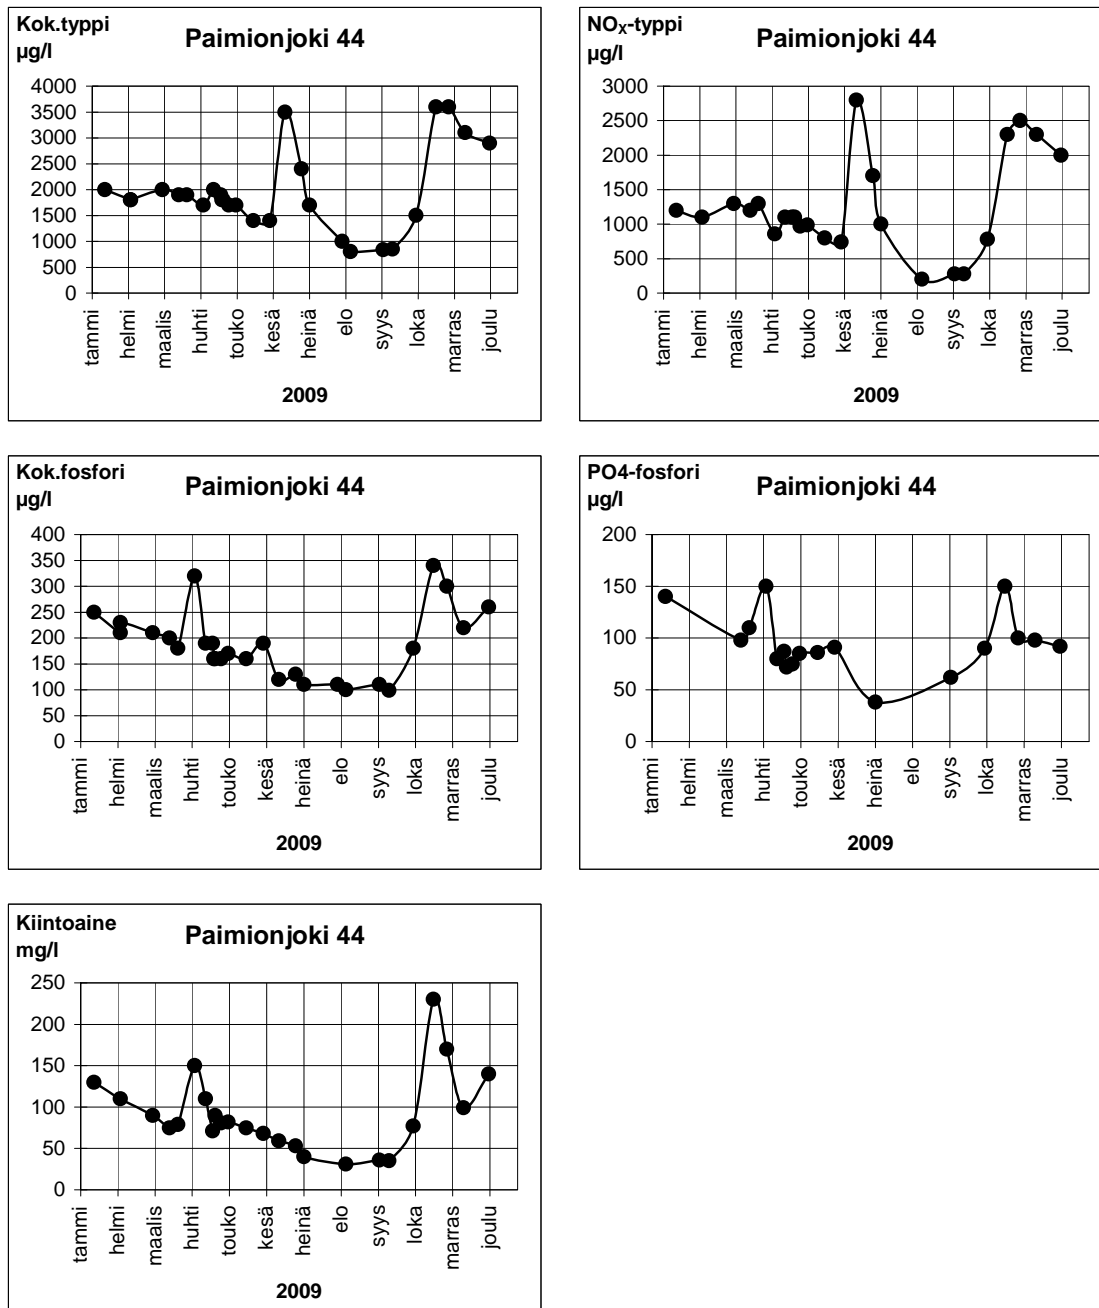 Kok.typpi
µg/l
Paimionjoki 44
4000
3500
3000
2500
2000
1500
1000
500
0
tammi
helmi
maalis
huhti
touko
kesä
heinä
elo
syys
loka
marras
joulu
2009
NOX-typpi
µg/l
Paimionjoki 44
3000
2500
2000
1500
1000
500
0
tammi
helmi
maalis
huhti
touko
kesä
heinä
elo
syys
loka
marras
joulu
2009
Kok.fosfori
µg/l
Paimionjoki 44
400
350
300
250
200
150
100
50
0
tammi
helmi
maalis
huhti
touko
kesä
heinä
elo
syys
loka
marras
joulu
2009
PO4-fosfori
µg/l
Paimionjoki 44
200
150
100
50
0
tammi
helmi
maalis
huhti
touko
kesä
heinä
elo
syys
loka
marras
joulu
2009
Kiintoaine
mg/l
Paimionjoki 44
250
200
150
100
50
0
tammi
helmi
maalis
huhti
touko
kesä
heinä
elo
syys
loka
marras
joulu
2009